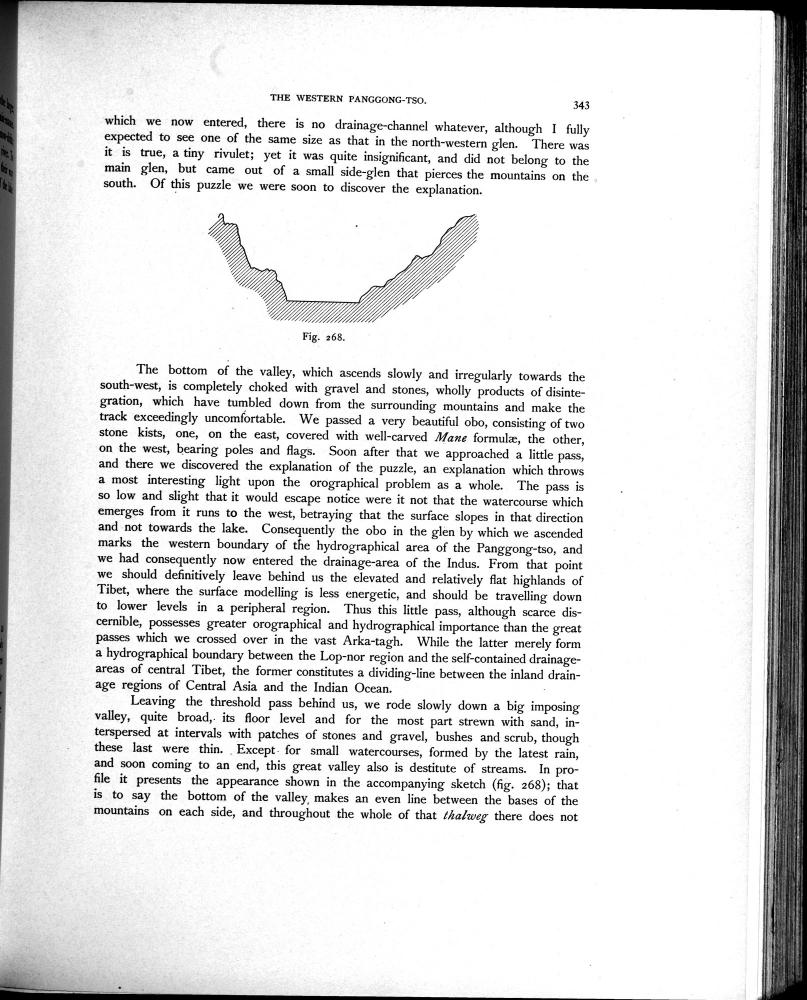 THE WESTERN PANGGONG-TSO.
343
which we now entered, there is no drainage-channel whatever, although I fully
expected to see one of the same size as that in the north-western glen. There was
it is true, a tiny rivulet; yet it was quite insignificant, and did not belong to the
main glen, but came out of a small side-glen that pierces the mountains on the
south. Of this puzzle we were soon to discover the explanation.
Fig. 268.
The bottom of the valley, which ascends slowly and irregularly towards the
south-west, is completely choked with gravel and stones, wholly products of disinte-
gration, which have tumbled down from the surrounding mountains and make the
track exceedingly uncomfortable. We passed a very beautiful obo, consisting of two
stone kists, one, on the east, covered with well-carved Mane formulæ, the other,
on the west, bearing poles and flags. Soon after that we approached a little pass,
and there we discovered the explanation of the puzzle, an explanation which throws
a most interesting light upon the orographical problem as a whole. The pass is
so low and slight that it would escape notice were it not that the watercourse which
emerges from it runs to the west, betraying that the surface slopes in that direction
and not towards the lake. Consequently the obo in the glen by which we ascended
marks the western boundary of the hydrographical area of the Panggong-tso, and
we had consequently now entered the drainage-area of the Indus. From that point
we should definitively leave behind us the elevated and relatively flat highlands of
Tibet, where the surface modelling is less energetic, and should be travelling down
to lower levels in a peripheral region. Thus this little pass, although scarce dis-
cernible, possesses greater orographical and hydrographical importance than the great
passes which we crossed over in the vast Arka-tagh. While the latter merely form
a hydrographical boundary between the Lop-nor region and the self-contained drainage-
areas of central Tibet, the former constitutes a dividing-line between the inland drain-
age regions of Central Asia and the Indian Ocean.
Leaving the threshold pass behind us, we rode slowly down a big imposing
valley, quite broad, its floor level and for the most part strewn with sand, in-
terspersed at intervals with patches of stones and gravel, bushes and scrub, though
these last were thin. Except for small watercourses, formed by the latest rain,
and soon coming to an end, this great valley also is destitute of streams. In pro-
file it presents the appearance shown in the accompanying sketch (fig. 268); that
is to say the bottom of the valley makes an even line between the bases of the
mountains on each side, and throughout the whole of that thalweg there does not